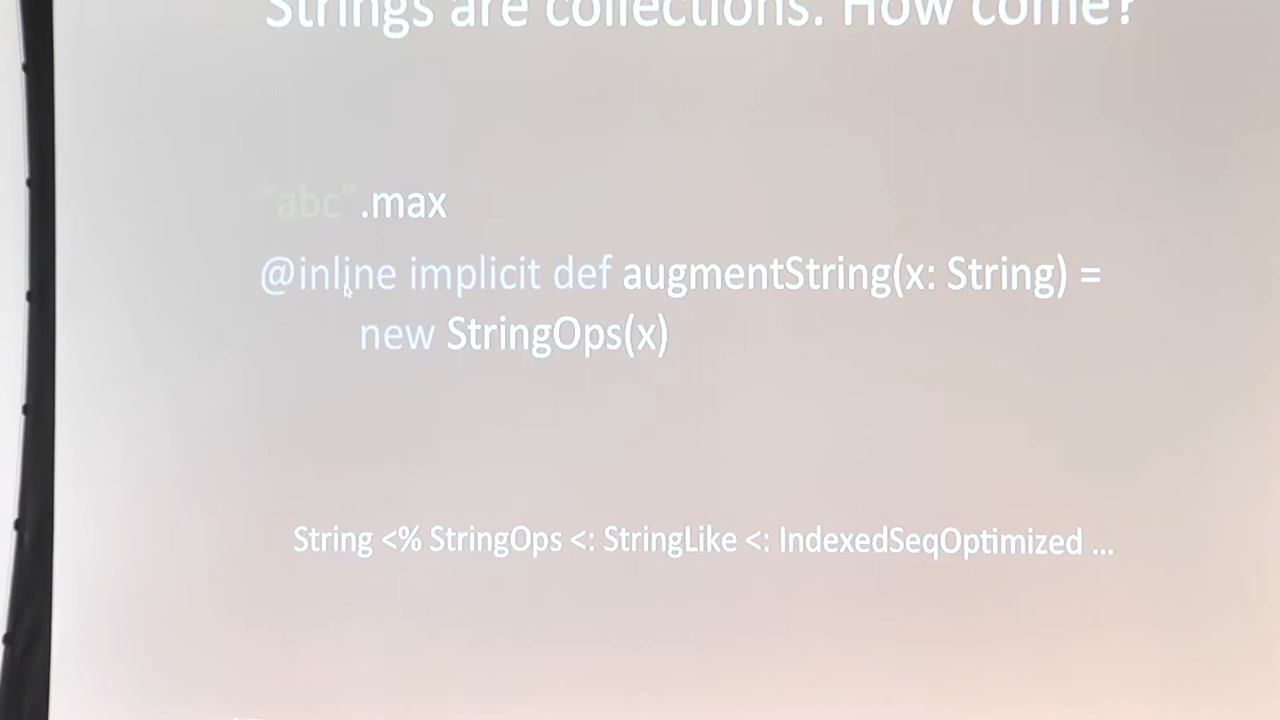 Strings are collections. How come?
"abc".max
@inline implicit def augmentString(x: String) =
new StringOps(x)
String <% StringOps <: StringLike <: IndexedSeqOptimized ...